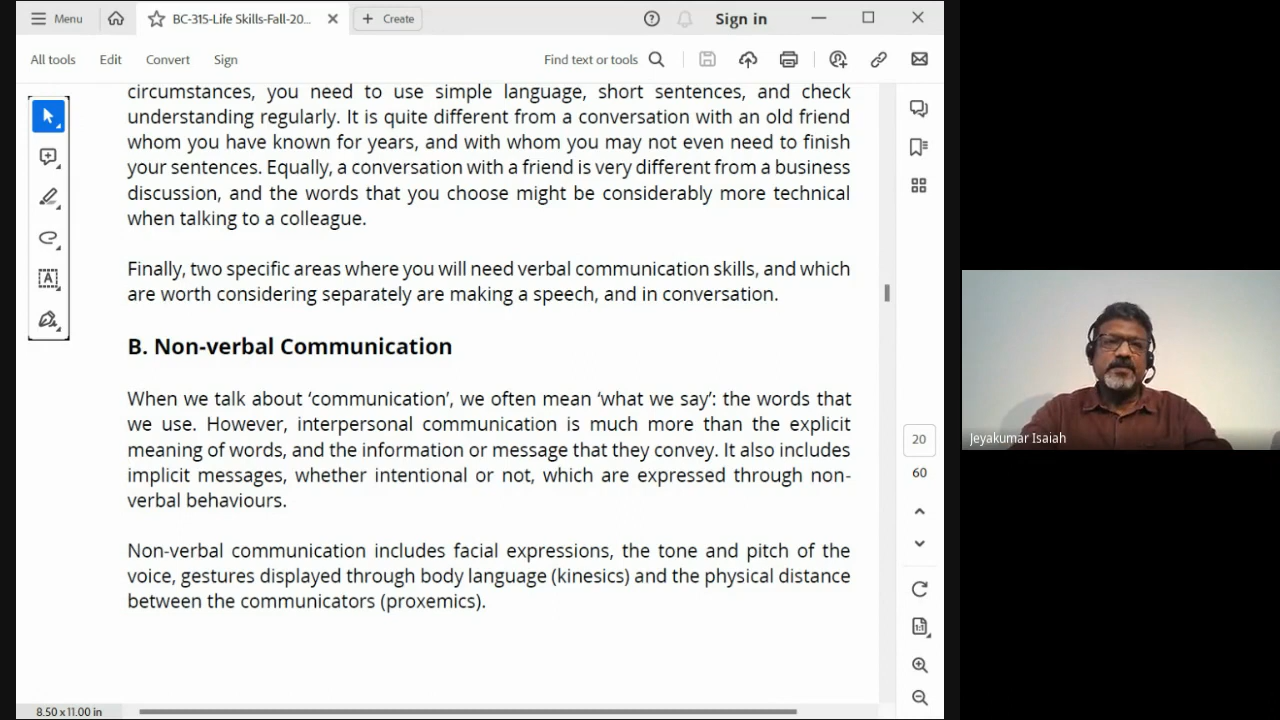 Menu
BC-315-Life Skills-Fall-20...
Create
Sign in
All tools
Edit
Convert
Sign
Find text or tools
circumstances, you need to use simple language, short sentences, and check
understanding regularly. It is quite different from a conversation with an old friend
whom you have known for years, and with whom you may not even need to finish
your sentences. Equally, a conversation with a friend is very different from a business
discussion, and the words that you choose might be considerably more technical
when talking to a colleague.
Finally, two specific areas where you will need verbal communication skills, and which
are worth considering separately are making a speech, and in conversation.
B. Non-verbal Communication
When we talk about ‘communication’, we often mean ‘what we say’: the words that
we use. However, interpersonal communication is much more than the explicit
meaning of words, and the information or message that they convey. It also includes
implicit messages, whether intentional or not, which are expressed through non-
verbal behaviours.
Non-verbal communication includes facial expressions, the tone and pitch of the
voice, gestures displayed through body language (kinesics) and the physical distance
between the communicators (proxemics).
20
60
8.50 x 11.00 in
Jeyakumar Isaiah